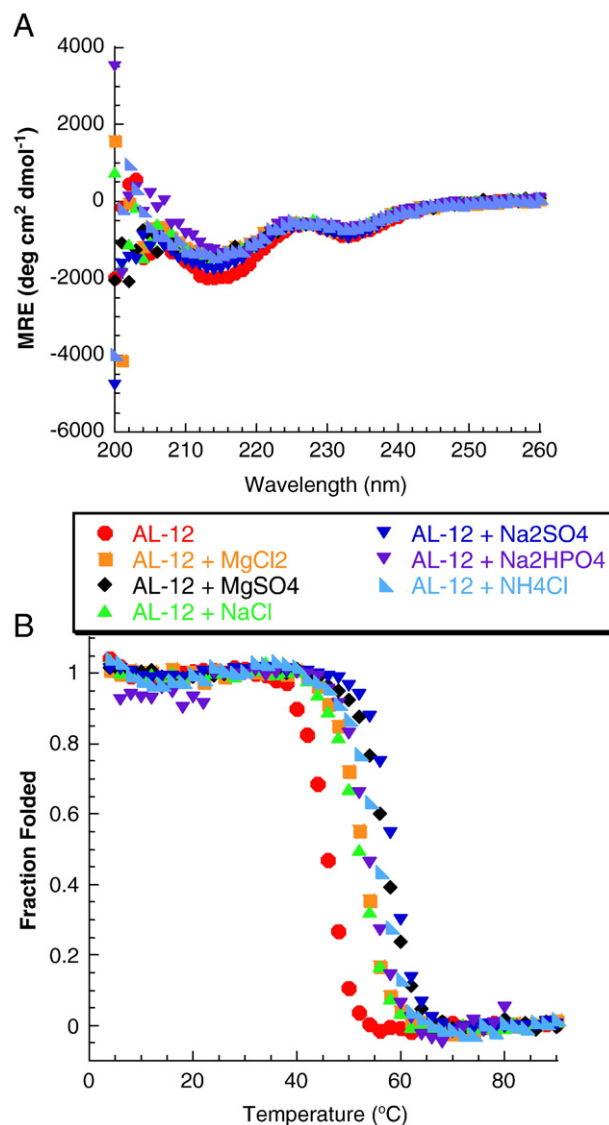 A
4000
2000
0
-2000
-4000
-6000
MRE (deg cm² dmol⁻¹)
200 210 220 230 240 250 260
Wavelength (nm)
AL-12
AL-12 + MgCl2
AL-12 + MgSO4
AL-12 + NaCl
AL-12 + Na2SO4
AL-12 + Na2HPO4
AL-12 + NH4Cl
B
1
0.8
0.6
0.4
0.2
0
Fraction Folded
0 20 40 60 80
Temperature (ºC)